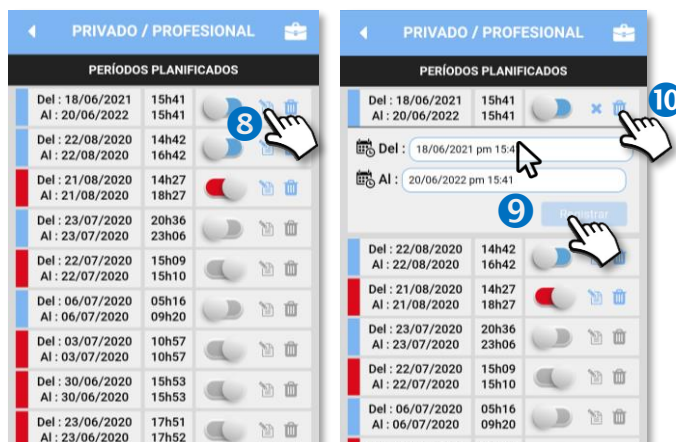 PRIVADO / PROFESIONAL
PERÍODOS PLANIFICADOS
Del : 18/06/2021 15h41
Al : 20/06/2022 15h41
8
Del : 22/08/2020 14h42
Al : 22/08/2020 16h42
Del : 21/08/2020 14h27
Al : 21/08/2020 18h27
Del : 23/07/2020 20h36
Al : 23/07/2020 23h06
Del : 22/07/2020 15h09
Al : 22/07/2020 15h10
Del : 06/07/2020 05h16
Al : 06/07/2020 09h20
Del : 03/07/2020 10h57
Al : 03/07/2020 10h57
Del : 30/06/2020 15h53
Al : 30/06/2020 15h53
Del : 23/06/2020 17h51
Al : 23/06/2020 17h52
PRIVADO / PROFESIONAL
PERÍODOS PLANIFICADOS
Del : 18/06/2021 15h41
Al : 20/06/2022 15h41
10
Del : 18/06/2021 pm 15:4
Al : 20/06/2022 pm 15:41
9
Registrar
Del : 22/08/2020 14h42
Al : 22/08/2020 16h42
Del : 21/08/2020 14h27
Al : 21/08/2020 18h27
Del : 23/07/2020 20h36
Al : 23/07/2020 23h06
Del : 22/07/2020 15h09
Al : 22/07/2020 15h10
Del : 06/07/2020 05h16
Al : 06/07/2020 09h20